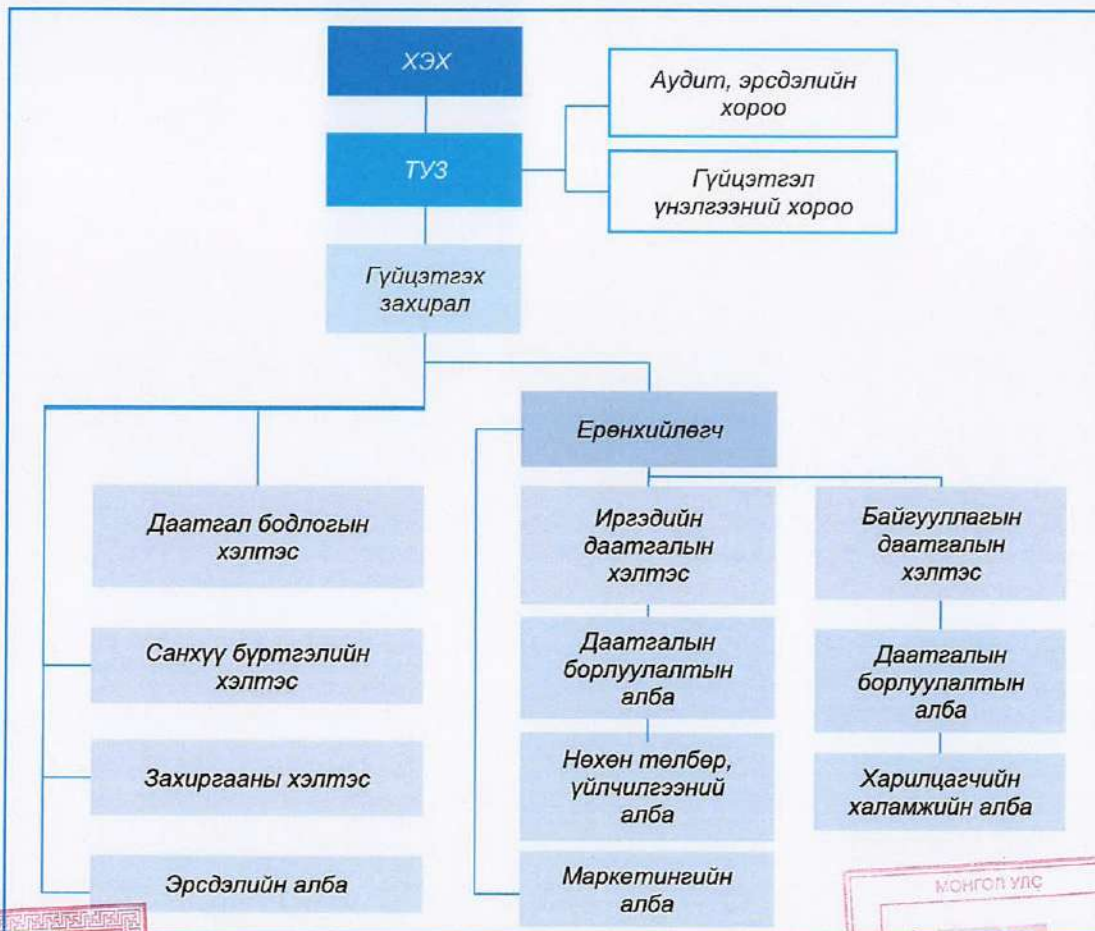 ХЭХ
Аудит, эрсдэлийн
хороо
ТУЗ
Гүйцэтгэл
үнэлгээний хороо
Гүйцэтгэх
захирал
Ерөнхийлөгч
Даатгал бодлогын
хэлтэс
Санхүү бүртгэлийн
хэлтэс
Захиргааны хэлтэс
Эрсдэлийн алба
Иргэдийн
даатгалын
хэлтэс
Даатгалын
борлуулалтын
алба
Нөхөн төлбөр,
үйлчилгээний
алба
Маркетингийн
алба
Байгууллагын
даатгалын
хэлтэс
Даатгалын
борлуулалтын
алба
Харилцагчийн
халамжийн алба
МОНГОЛ УЛС